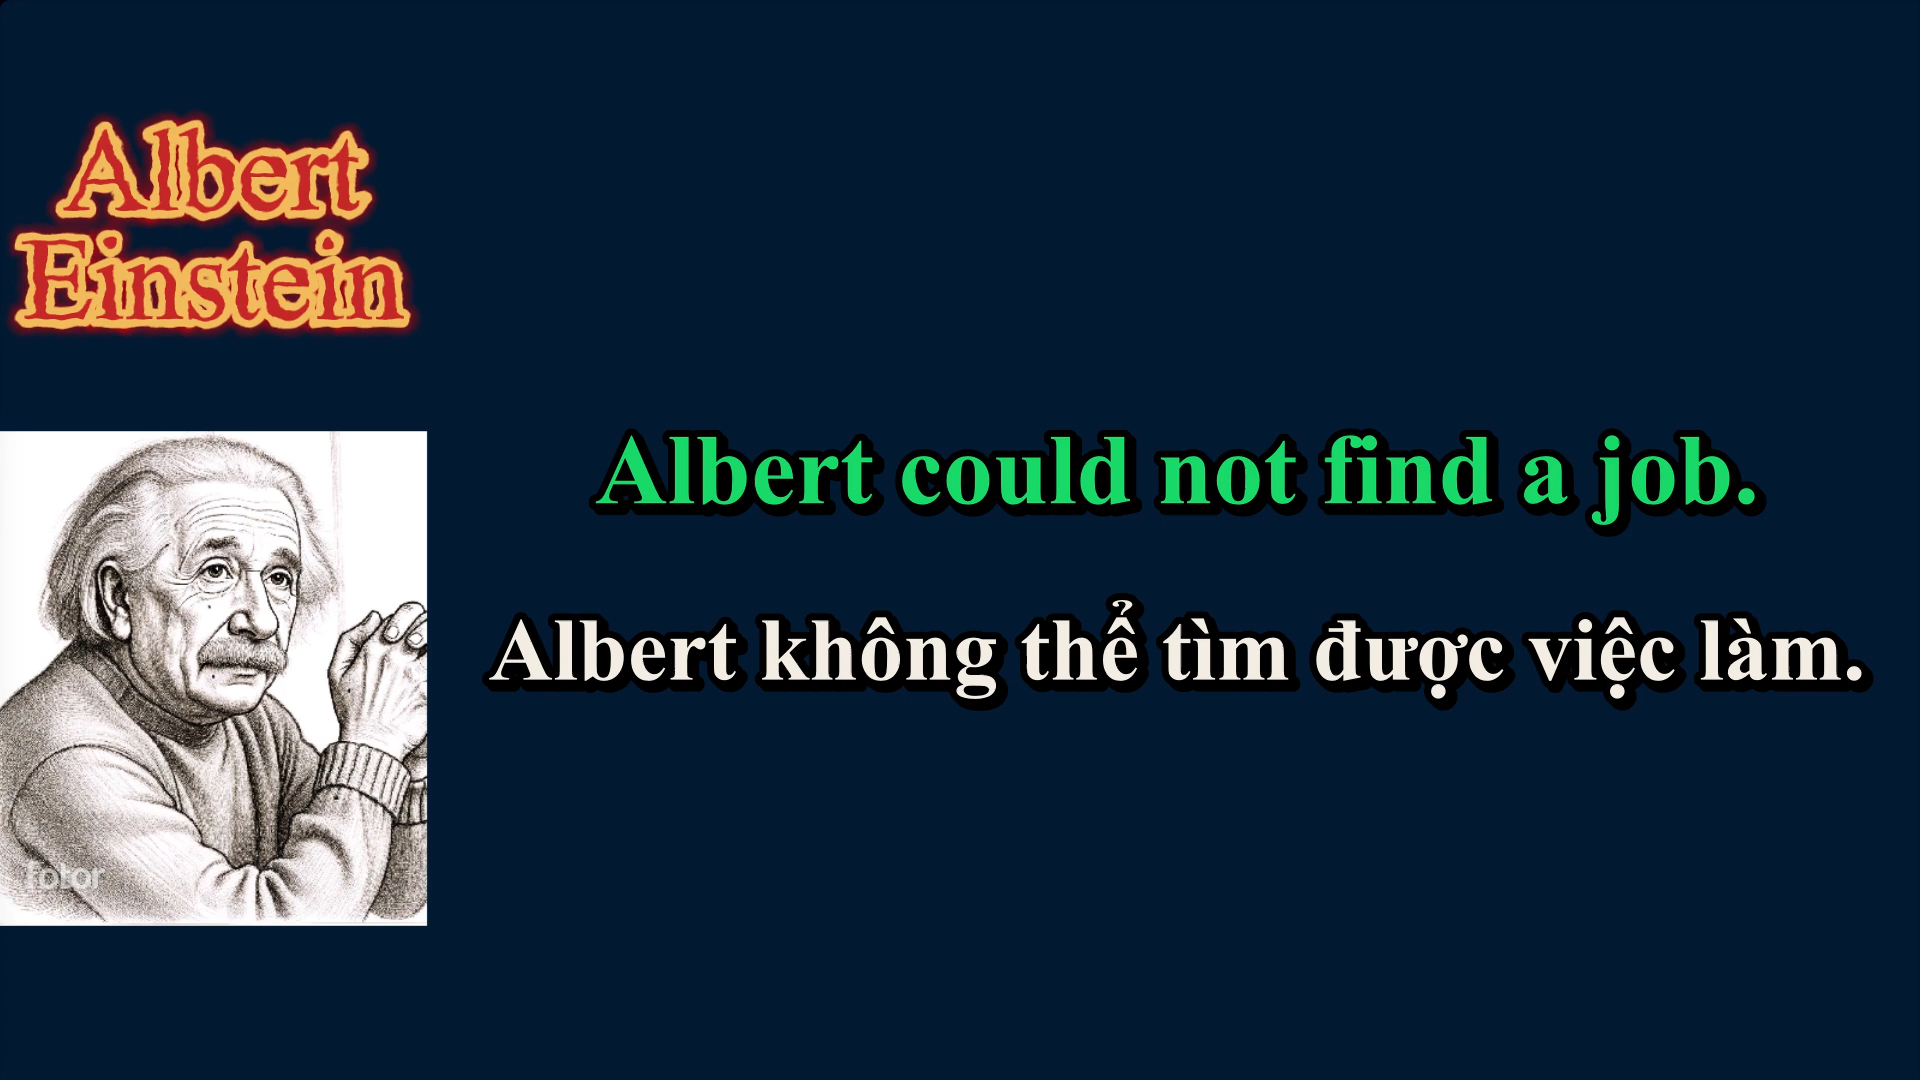 Albert
Einstein
Albert could not find a job.
Albert không thể tìm được việc làm.
fotor